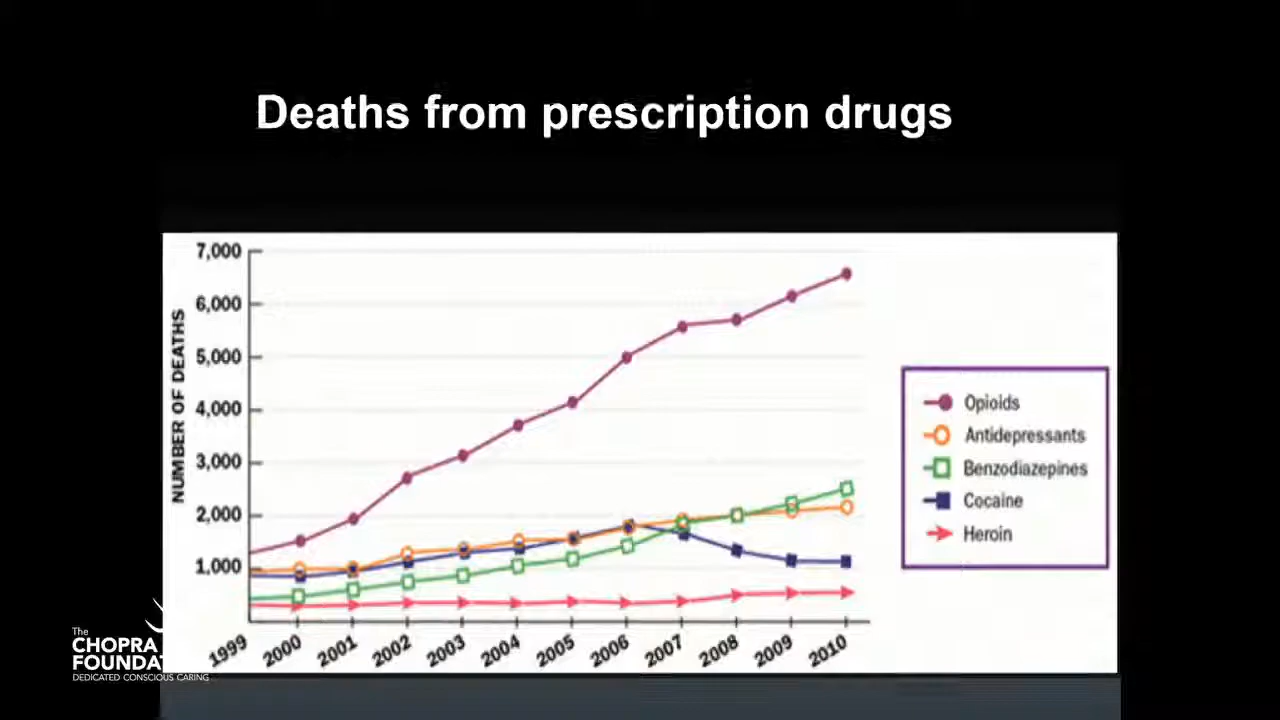 Deaths from prescription drugs
NUMBER OF DEATHS
7,000
6,000
5,000
4,000
3,000
2,000
1,000
1999
2000
2001
2002
2003
2004
2005
2006
2007
2008
2009
2010
Opioids
Antidepressants
Benzodiazepines
Cocaine
Heroin
The
CHOPRA
FOUNDAT
DEDICATED CONSCIOUS CARING